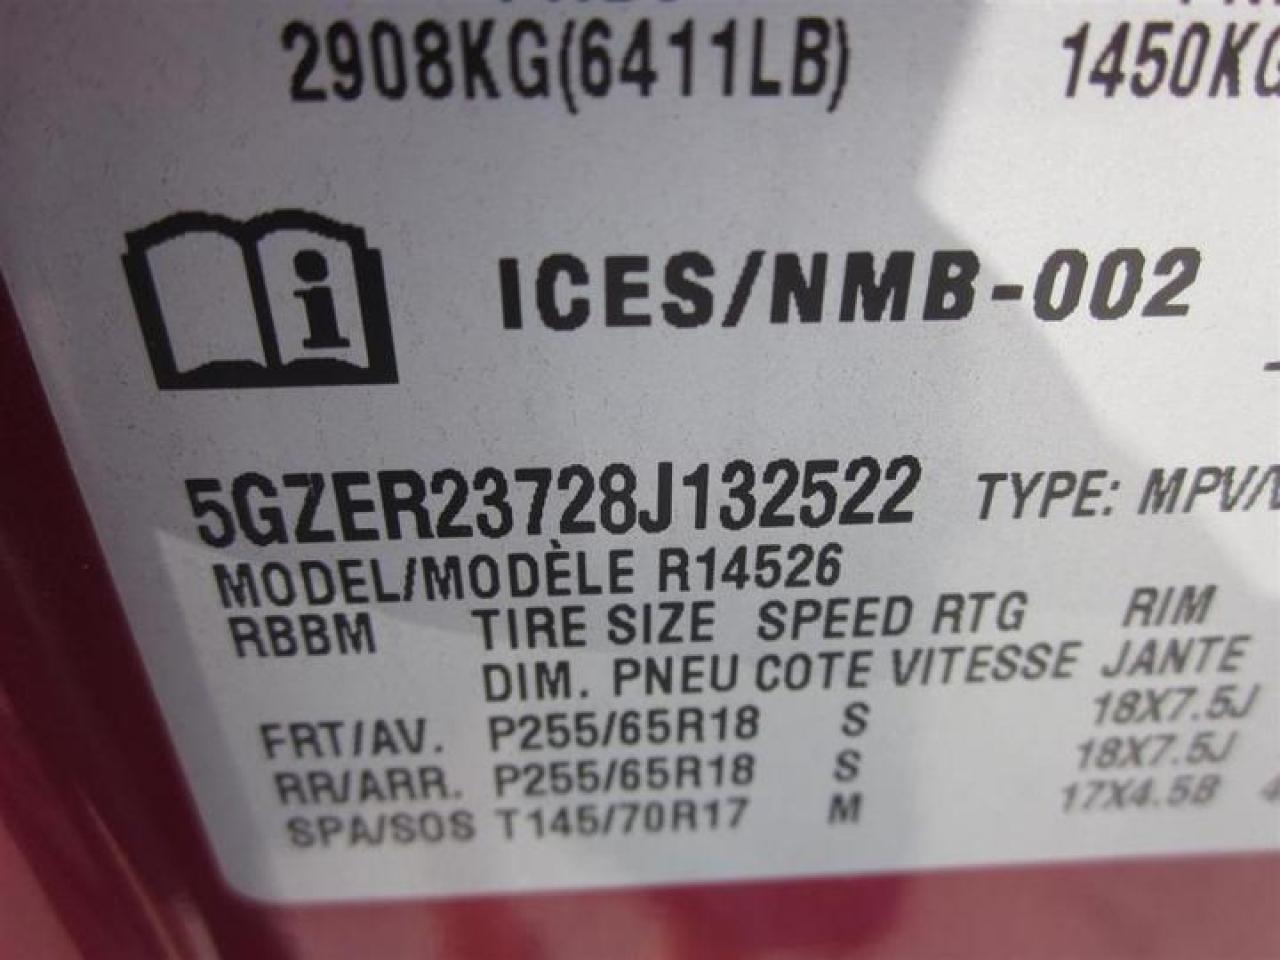 2908KG(6411LB) 1450KG
ICES/NMB-002
5GZER23728J132522 TYPE: MPV/
MODEL/MODÈLE R14526
RBBM TIRE SIZE SPEED RTG RIM
DIM. PNEU COTE VITESSE JANTE
FRT/AV. P255/65R18 S 18X7.5J
RR/ARR. P255/65R18 S 18X7.5J
SPA/SOS T145/70R17 M 17X4.5B